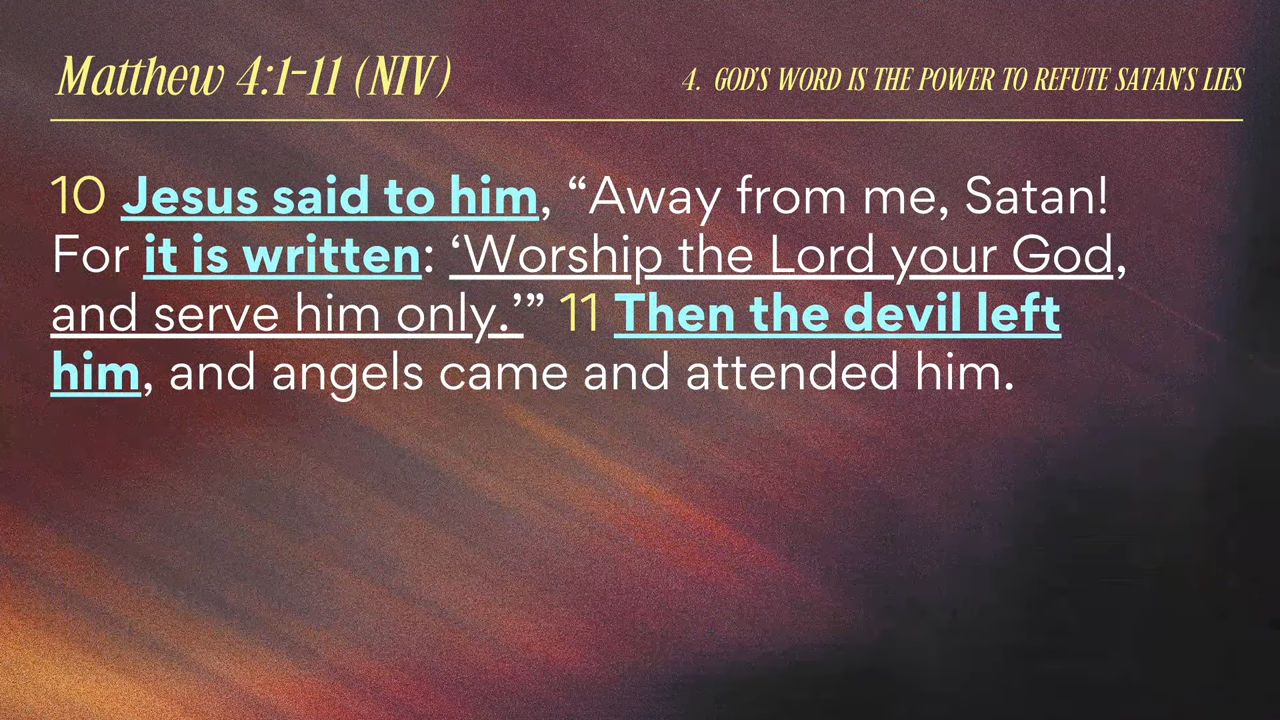 Matthew 4:1-11 (NIV)
4. GOD'S WORD IS THE POWER TO REFUTE SATAN'S LIES
10 Jesus said to him, “Away from me, Satan!
For it is written: ‘Worship the Lord your God,
and serve him only.’” 11 Then the devil left
him, and angels came and attended him.